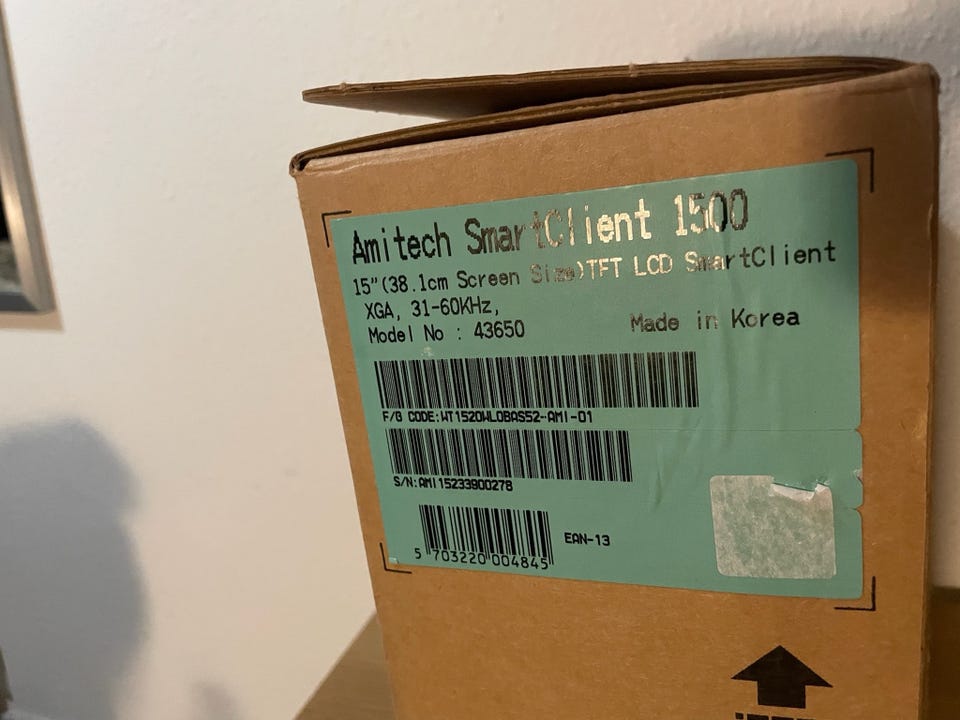 Amitech SmartClient 1500
15"(38.1cm Screen Size)TFT LCD SmartClient
XGA, 31-60KHz,
Model No : 43650
Made in Korea
F/G CODE:WT1520WLOBAS52-AMI-01
S/N:AMI15233900278
5 703220 004845
EAN-13